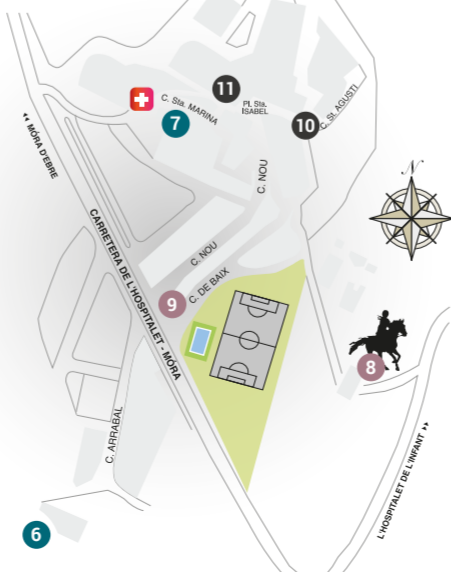 11
C. Sta. MARINA
Pl. Sta.
ISABEL
7
10
C. St. AGUSTI
◂◂ MÓRA D'EBRE
C. NOU
N
CARRETERA DE L'HOSPITALET - MÓRA
C. NOU
C. DE BAIX
9
8
C. ARRABAL
L'HOSPITALET DE L'INFANT ▸▸
6